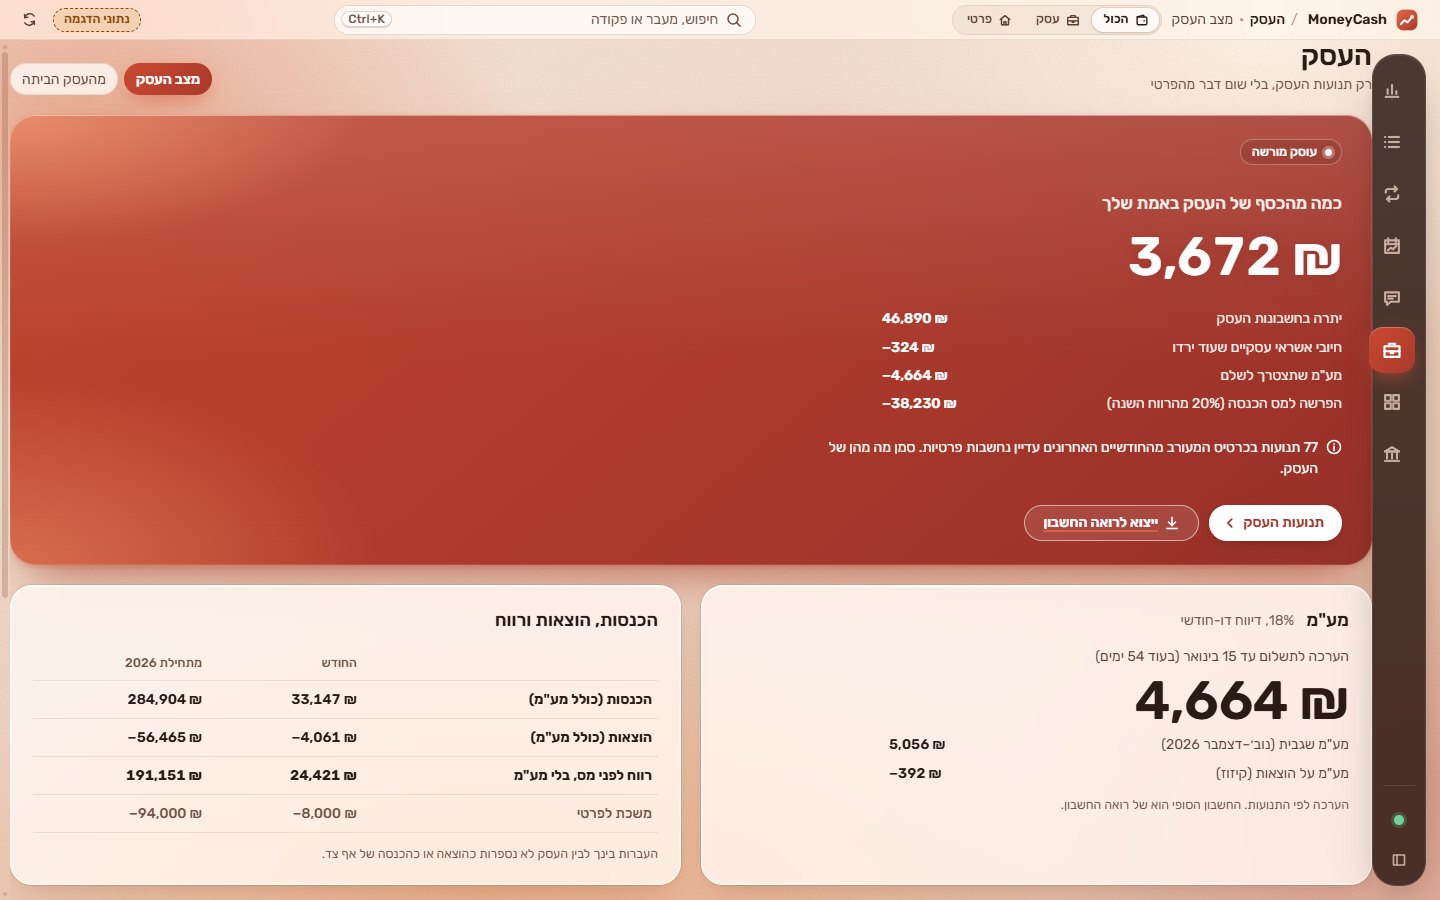 MoneyCash / העסק • מצב העסק
הכול
עסק
פרטי
חיפוש, מעבר או פקודה
Ctrl+K
נתוני הדגמה
העסק
רק תנועות העסק, בלי שום דבר מהפרטי
מצב העסק
מהעסק הביתה
עוסק מורשה
כמה מהכסף של העסק באמת שלך
3,672 ₪
יתרה בחשבונות העסק 46,890 ₪
חיובי אשראי עסקיים שעוד ירדו −324 ₪
מע"מ שתצטרך לשלם −4,664 ₪
הפרשה למס הכנסה (20% מהרווח השנה) −38,230 ₪
77 תנועות בכרטיס המעורב מהחודשיים האחרונים עדיין נחשבות פרטיות. סמן מה מהן של
העסק.
תנועות העסק
ייצוא לרואה החשבון
מע"מ 18%, דיווח דו-חודשי
הערכה לתשלום עד 15 בינואר (בעוד 54 ימים)
4,664 ₪
מע"מ שגבית (נוב׳–דצמבר 2026) 5,056 ₪
מע"מ על הוצאות (קיזוז) −392 ₪
הערכה לפי התנועות. החשבון הסופי הוא של רואה החשבון.
הכנסות, הוצאות ורווח
החודש מתחילת 2026
הכנסות (כולל מע"מ) 33,147 ₪ 284,904 ₪
הוצאות (כולל מע"מ) −4,061 ₪ −56,465 ₪
רווח לפני מס, בלי מע"מ 24,421 ₪ 191,151 ₪
משכת לפרטי −8,000 ₪ −94,000 ₪
העברות בינך לבין העסק לא נספרות כהוצאה או כהכנסה של אף צד.